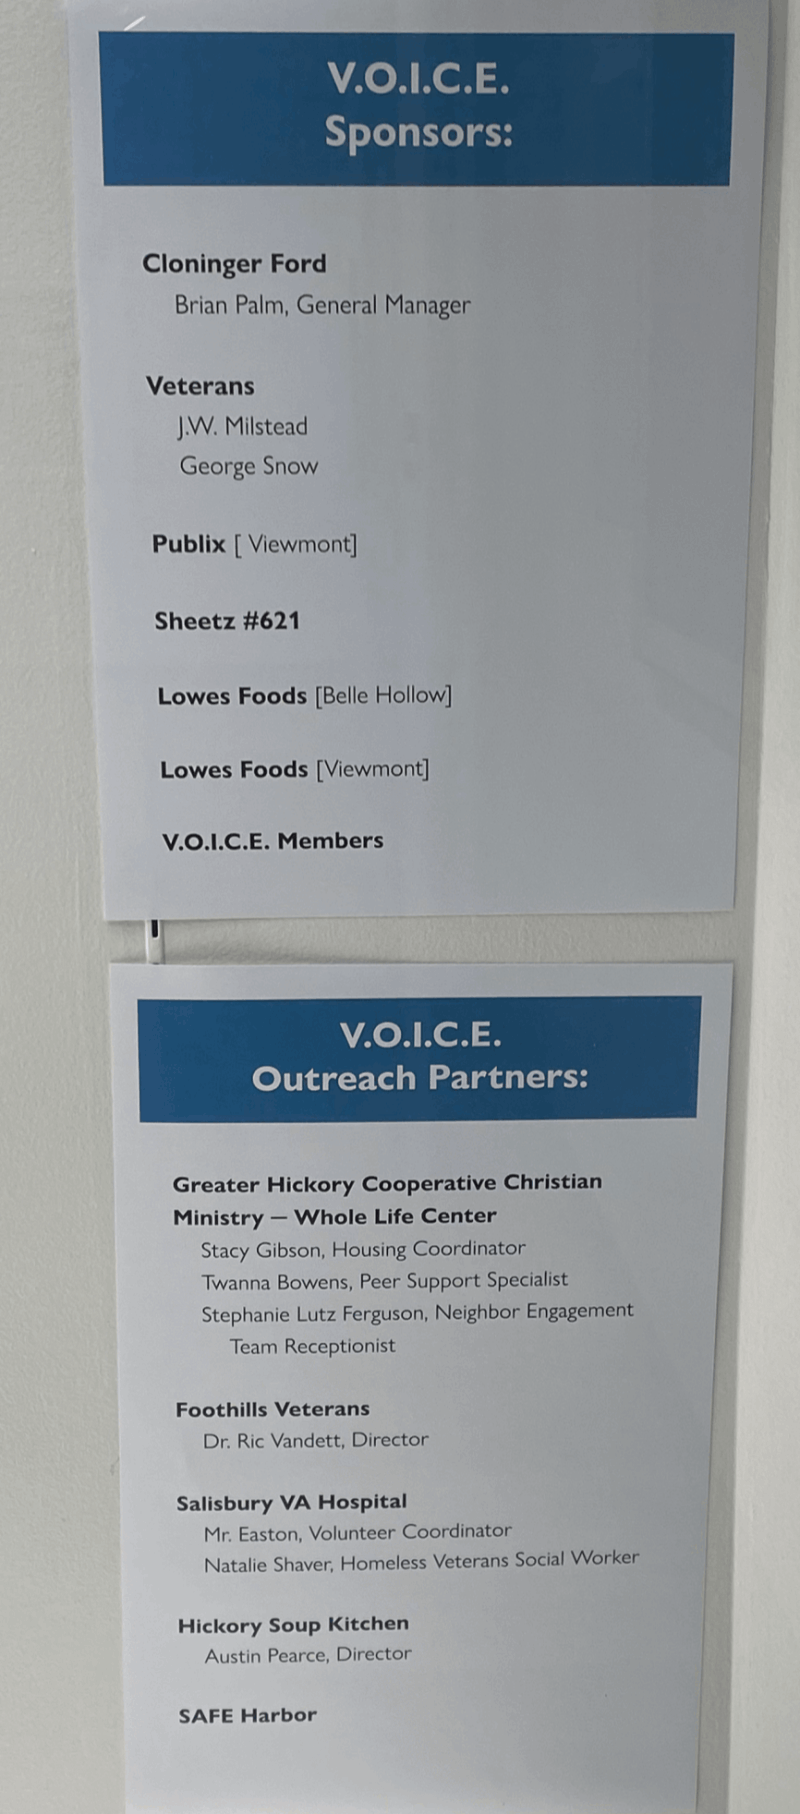 V.O.I.C.E.
Sponsors:
Cloninger Ford
Brian Palm, General Manager
Veterans
J.W. Milstead
George Snow
Publix [ Viewmont]
Sheetz #621
Lowes Foods [Belle Hollow]
Lowes Foods [Viewmont]
V.O.I.C.E. Members
V.O.I.C.E.
Outreach Partners:
Greater Hickory Cooperative Christian
Ministry – Whole Life Center
Stacy Gibson, Housing Coordinator
Twanna Bowens, Peer Support Specialist
Stephanie Lutz Ferguson, Neighbor Engagement
Team Receptionist
Foothills Veterans
Dr. Ric Vandett, Director
Salisbury VA Hospital
Mr. Easton, Volunteer Coordinator
Natalie Shaver, Homeless Veterans Social Worker
Hickory Soup Kitchen
Austin Pearce, Director
SAFE Harbor